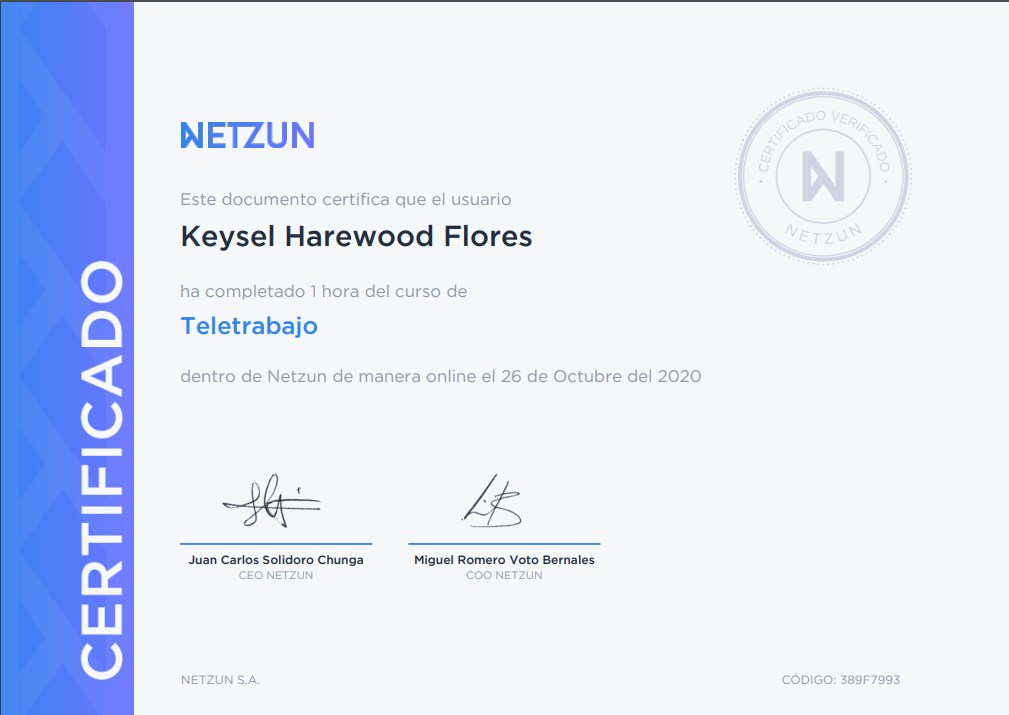 CERTIFICADO
NETZUN
CERTIFICADO VERIFICADO
N
NETZUN
Este documento certifica que el usuario
Keysel Harewood Flores
ha completado 1 hora del curso de
Teletrabajo
dentro de Netzun de manera online el 26 de Octubre del 2020
Juan Carlos Solidoro Chunga
CEO NETZUN
Miguel Romero Voto Bernales
COO NETZUN
NETZUN S.A.
CÓDIGO: 389F7993